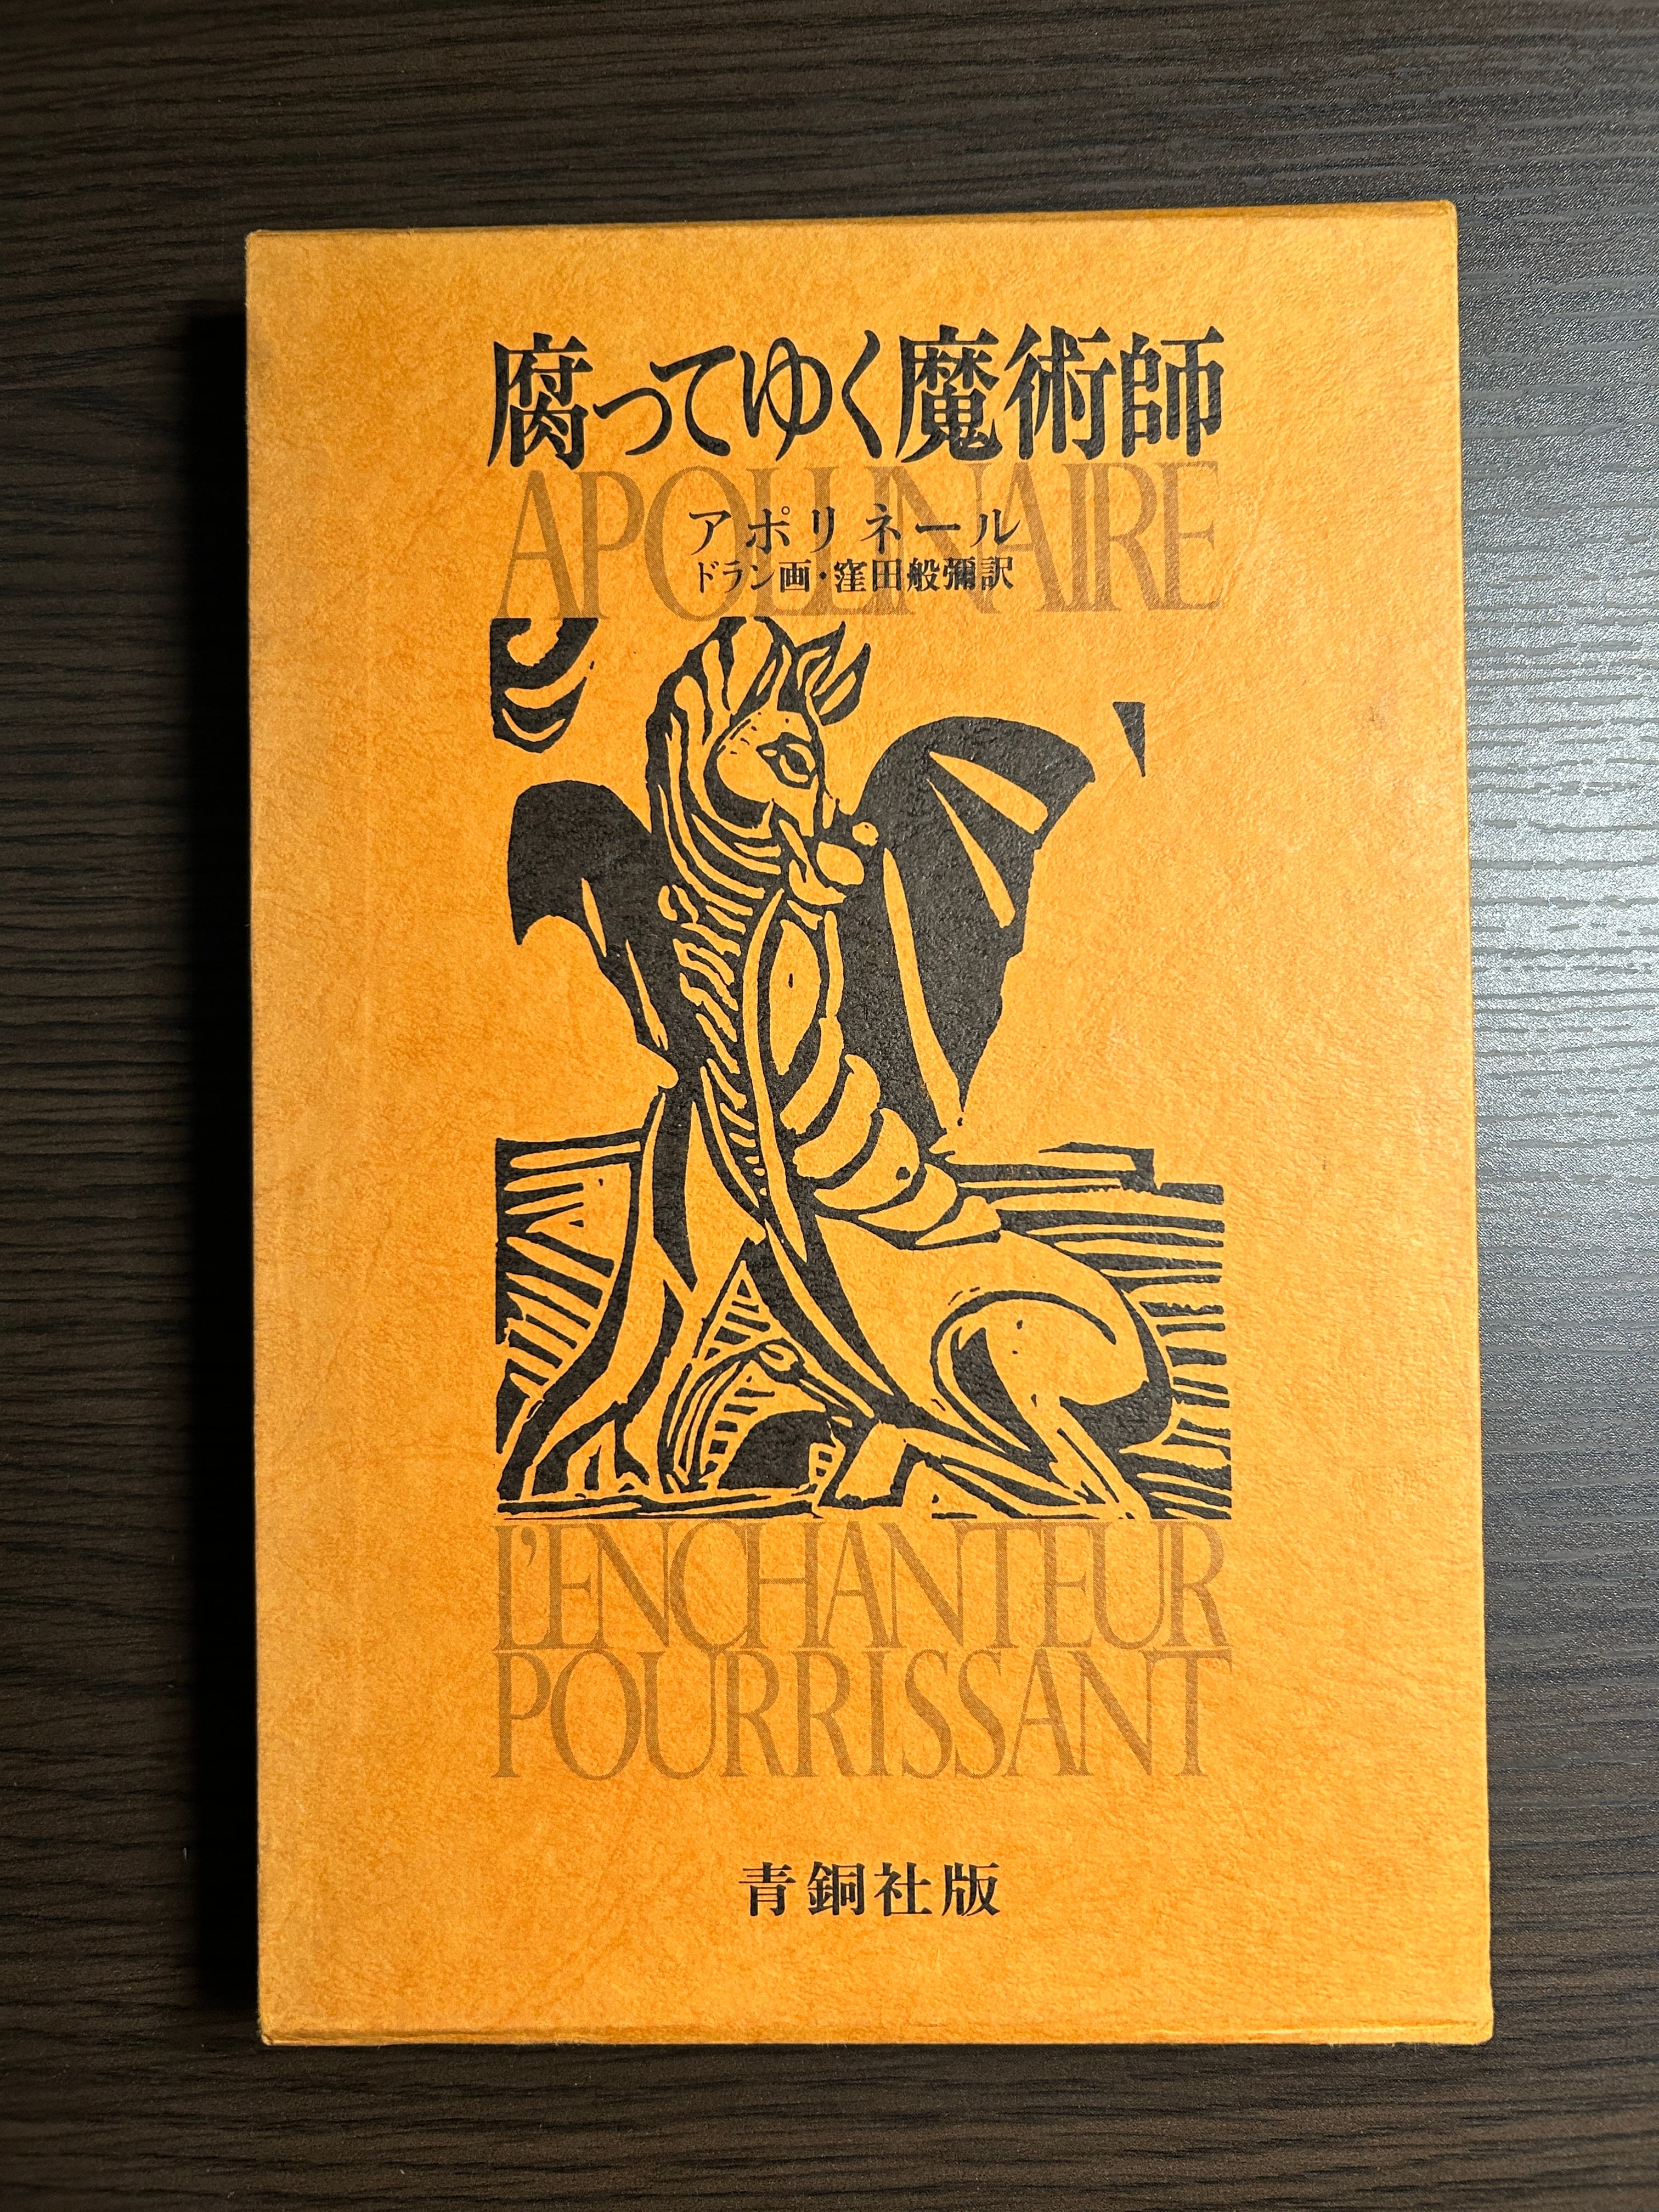 腐ってゆく魔術師
APOLLINAIRE
アポリネール
ドラン画・窪田般彌訳
L'ENCHANTEUR
POURRISSANT
青銅社版